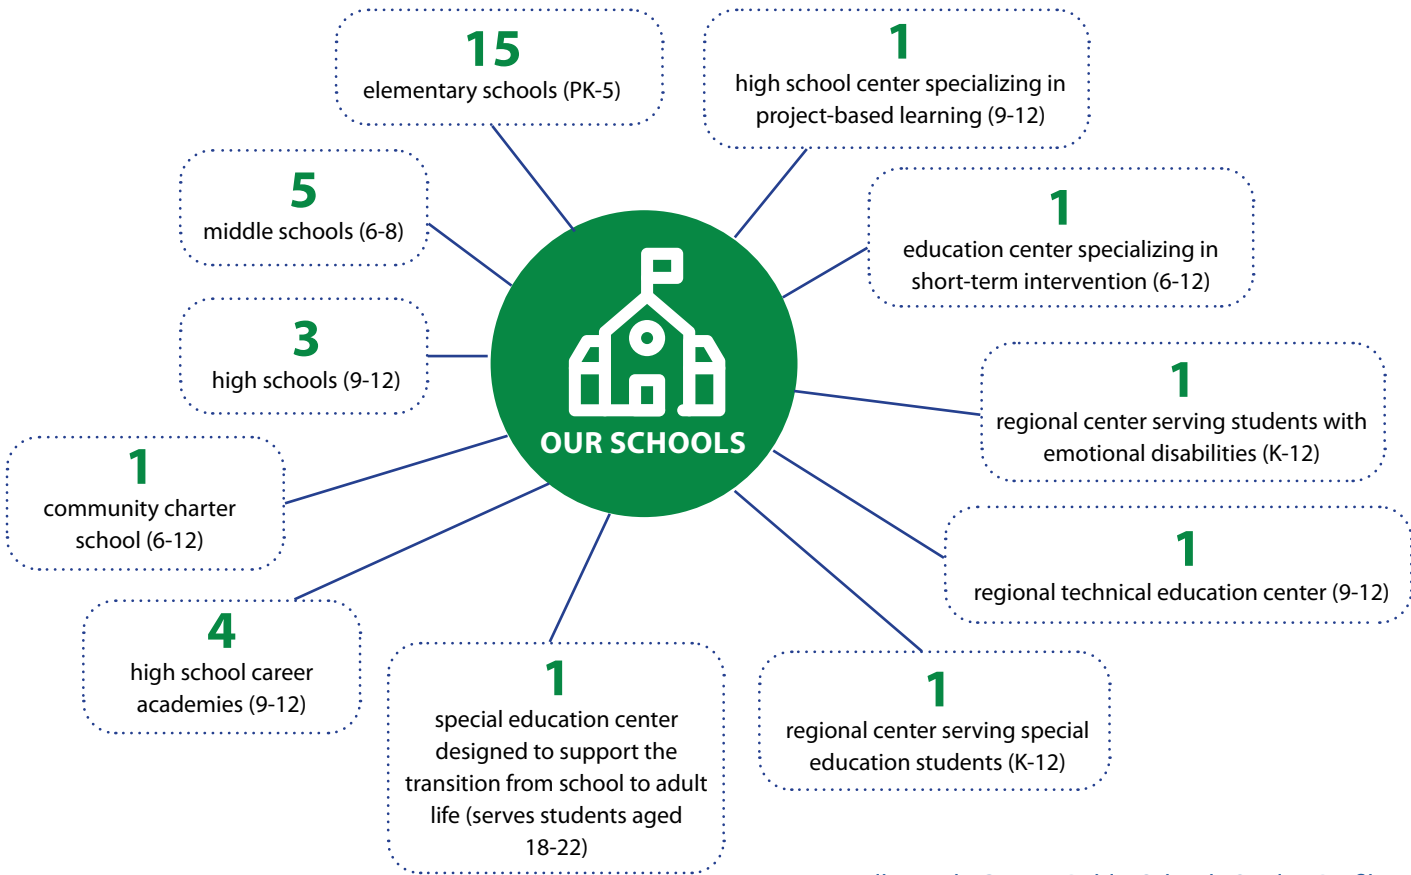 15
elementary schools (PK-5)
1
high school center specializing in
project-based learning (9-12)
5
middle schools (6-8)
1
education center specializing in
short-term intervention (6-12)
3
high schools (9-12)
OUR SCHOOLS
1
regional center serving students with
emotional disabilities (K-12)
1
community charter
school (6-12)
1
regional technical education center (9-12)
4
high school career
academies (9-12)
1
special education center
designed to support the
transition from school to adult
life (serves students aged
18-22)
1
regional center serving special
education students (K-12)